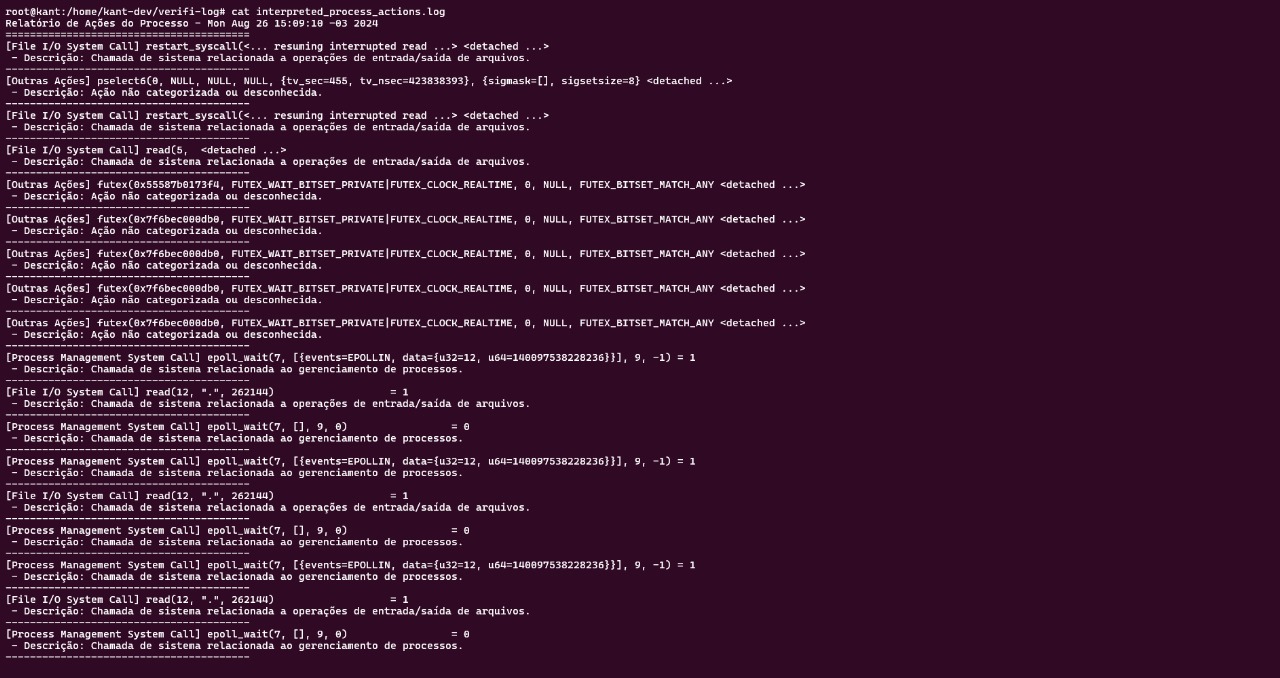 root@kant:/home/kant-dev/verifi-log# cat interpreted_process_actions.log
Relatório de Ações do Processo - Mon Aug 26 15:09:10 -03 2024
========================================
[File I/O System Call] restart_syscall(<... resuming interrupted read ...> <detached ...>
 - Descrição: Chamada de sistema relacionada a operações de entrada/saída de arquivos.
----------------------------------------
[Outras Ações] pselect6(0, NULL, NULL, NULL, {tv_sec=455, tv_nsec=423838393}, {sigmask=[], sigsetsize=8} <detached ...>
 - Descrição: Ação não categorizada ou desconhecida.
----------------------------------------
[File I/O System Call] restart_syscall(<... resuming interrupted read ...> <detached ...>
 - Descrição: Chamada de sistema relacionada a operações de entrada/saída de arquivos.
----------------------------------------
[File I/O System Call] read(5,  <detached ...>
 - Descrição: Chamada de sistema relacionada a operações de entrada/saída de arquivos.
----------------------------------------
[Outras Ações] futex(0x55587b0173f4, FUTEX_WAIT_BITSET_PRIVATE|FUTEX_CLOCK_REALTIME, 0, NULL, FUTEX_BITSET_MATCH_ANY <detached ...>
 - Descrição: Ação não categorizada ou desconhecida.
----------------------------------------
[Outras Ações] futex(0x7f6bec000db0, FUTEX_WAIT_BITSET_PRIVATE|FUTEX_CLOCK_REALTIME, 0, NULL, FUTEX_BITSET_MATCH_ANY <detached ...>
 - Descrição: Ação não categorizada ou desconhecida.
----------------------------------------
[Outras Ações] futex(0x7f6bec000db0, FUTEX_WAIT_BITSET_PRIVATE|FUTEX_CLOCK_REALTIME, 0, NULL, FUTEX_BITSET_MATCH_ANY <detached ...>
 - Descrição: Ação não categorizada ou desconhecida.
----------------------------------------
[Outras Ações] futex(0x7f6bec000db0, FUTEX_WAIT_BITSET_PRIVATE|FUTEX_CLOCK_REALTIME, 0, NULL, FUTEX_BITSET_MATCH_ANY <detached ...>
 - Descrição: Ação não categorizada ou desconhecida.
----------------------------------------
[Outras Ações] futex(0x7f6bec000db0, FUTEX_WAIT_BITSET_PRIVATE|FUTEX_CLOCK_REALTIME, 0, NULL, FUTEX_BITSET_MATCH_ANY <detached ...>
 - Descrição: Ação não categorizada ou desconhecida.
----------------------------------------
[Process Management System Call] epoll_wait(7, [{events=EPOLLIN, data={u32=12, u64=140097538228236}}], 9, -1) = 1
 - Descrição: Chamada de sistema relacionada ao gerenciamento de processos.
----------------------------------------
[File I/O System Call] read(12, ".", 262144)                   = 1
 - Descrição: Chamada de sistema relacionada a operações de entrada/saída de arquivos.
----------------------------------------
[Process Management System Call] epoll_wait(7, [], 9, 0)                 = 0
 - Descrição: Chamada de sistema relacionada ao gerenciamento de processos.
----------------------------------------
[Process Management System Call] epoll_wait(7, [{events=EPOLLIN, data={u32=12, u64=140097538228236}}], 9, -1) = 1
 - Descrição: Chamada de sistema relacionada ao gerenciamento de processos.
----------------------------------------
[File I/O System Call] read(12, ".", 262144)                   = 1
 - Descrição: Chamada de sistema relacionada a operações de entrada/saída de arquivos.
----------------------------------------
[Process Management System Call] epoll_wait(7, [], 9, 0)                 = 0
 - Descrição: Chamada de sistema relacionada ao gerenciamento de processos.
----------------------------------------
[Process Management System Call] epoll_wait(7, [{events=EPOLLIN, data={u32=12, u64=140097538228236}}], 9, -1) = 1
 - Descrição: Chamada de sistema relacionada ao gerenciamento de processos.
----------------------------------------
[File I/O System Call] read(12, ".", 262144)                   = 1
 - Descrição: Chamada de sistema relacionada a operações de entrada/saída de arquivos.
----------------------------------------
[Process Management System Call] epoll_wait(7, [], 9, 0)                 = 0
 - Descrição: Chamada de sistema relacionada ao gerenciamento de processos.
----------------------------------------